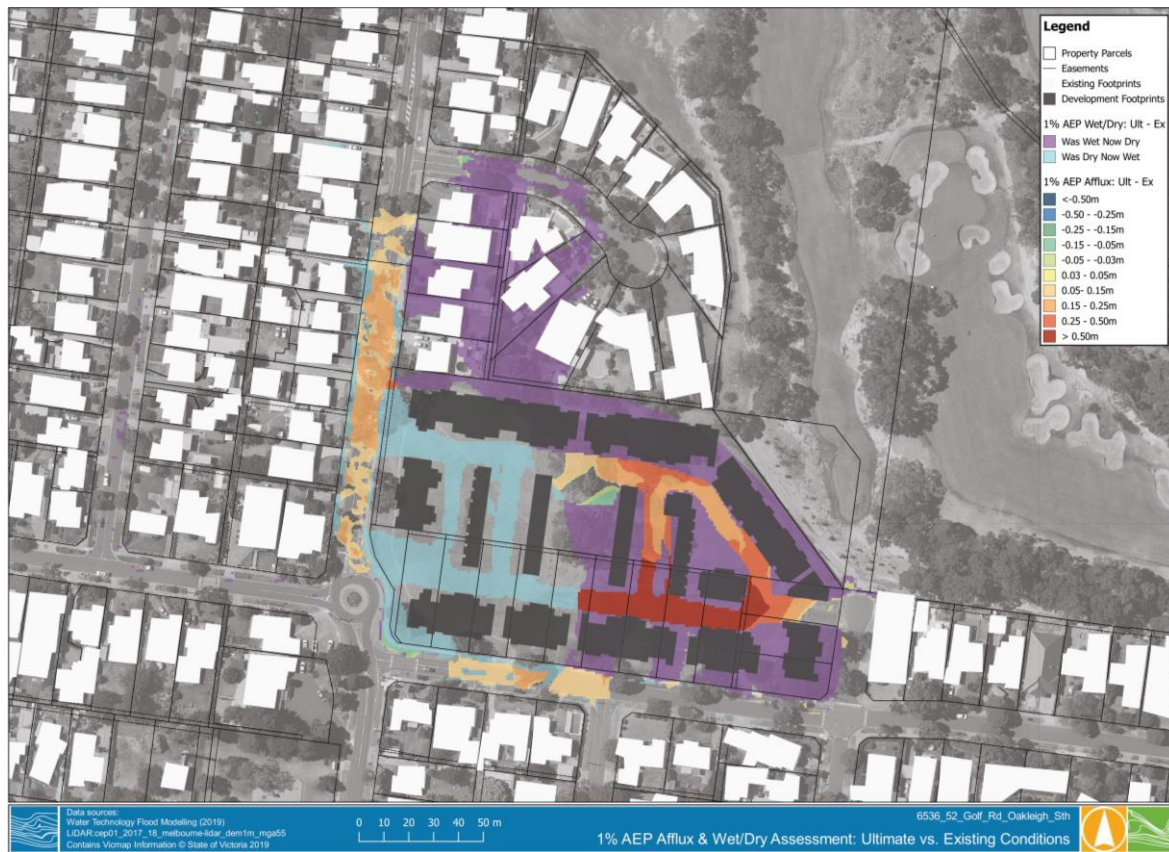 Legend
Property Parcels
Easements
Existing Footprints
Development Footprints
1% AEP Wet/Dry: Ult - Ex
Was Wet Now Dry
Was Dry Now Wet
1% AEP Afflux: Ult - Ex
<-0.50m
-0.50 - -0.25m
-0.25 - -0.15m
-0.15 - -0.05m
-0.05 - -0.03m
0.03 - 0.05m
0.05- 0.15m
0.15 - 0.25m
0.25 - 0.50m
> 0.50m
Data sources:
Water Technology Flood Modelling (2019)
LiDAR:cep01_2017_18_melbourne-lidar_dem1m_mga55
Contains Vicmap Information © State of Victoria 2019
0 10 20 30 40 50 m
6536_52_Golf_Rd_Oakleigh_Sth
1% AEP Afflux & Wet/Dry Assessment: Ultimate vs. Existing Conditions